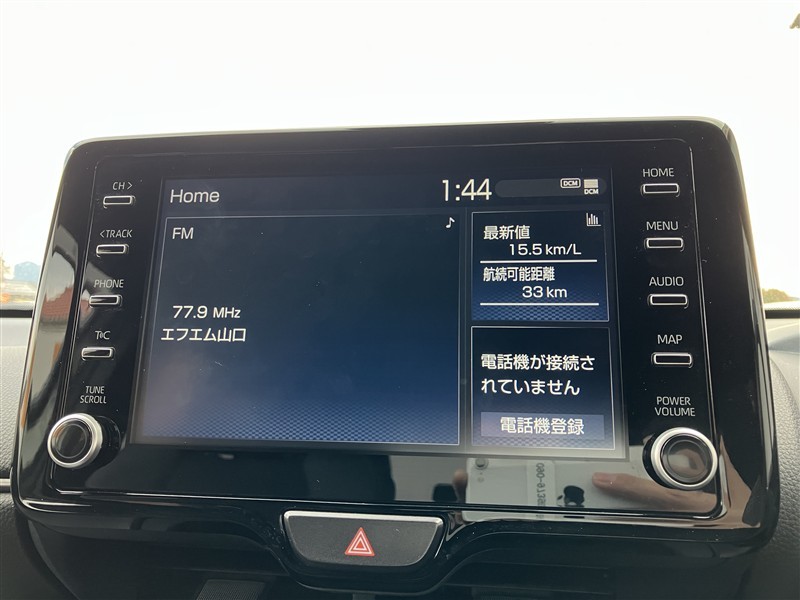 CH >
< TRACK
PHONE
T C
TUNE
SCROLL
Home
1:44
DCM
DCM
FM
77.9 MHz
エフエム山口
最新値
15.5 km/L
航続可能距離
33 km
電話機が接続さ
れていません
電話機登録
HOME
MENU
AUDIO
MAP
POWER
VOLUME